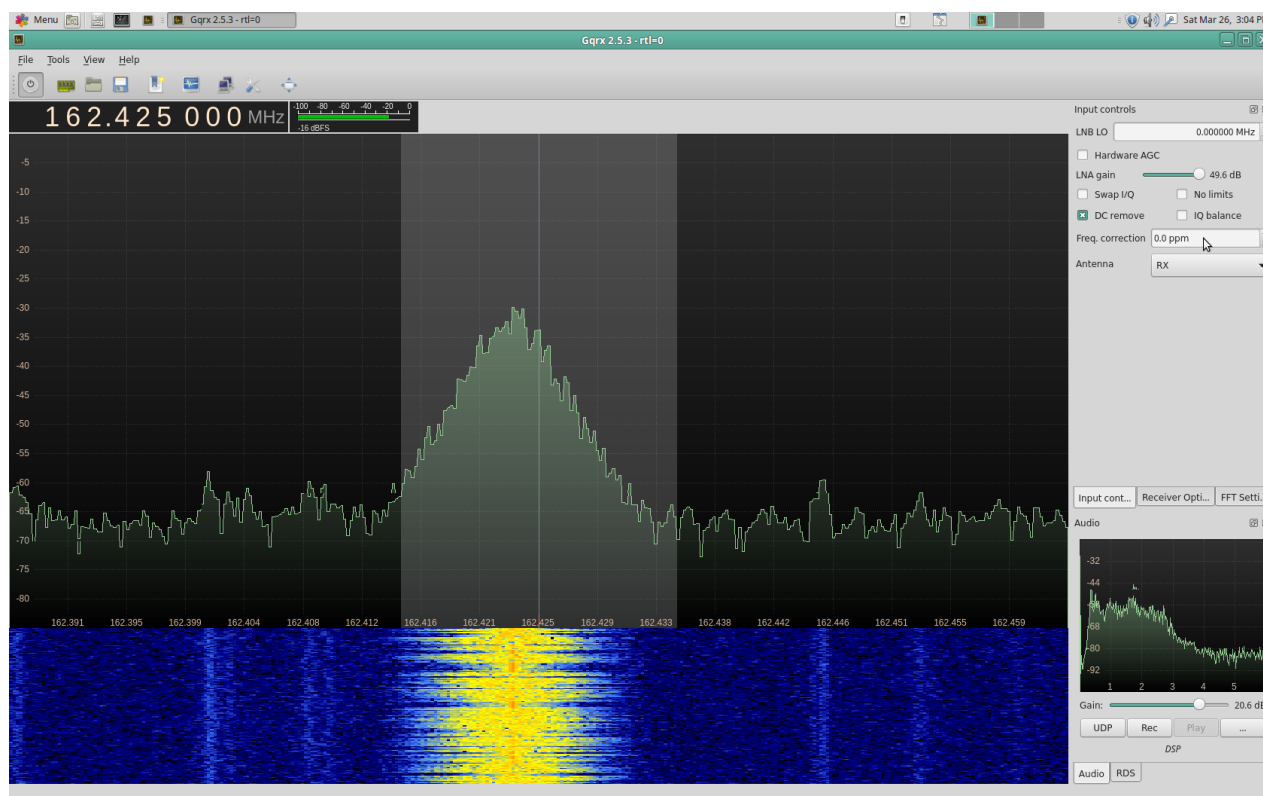 Menu Gqrx 2.5.3 - rtl=0 Sat Mar 26, 3:04 P
Gqrx 2.5.3 - rtl=0
File Tools View Help
162.425 000 MHz
-100 -80 -60 -40 -20 0
-16 dBFS
-5
-10
-15
-20
-25
-30
-35
-40
-45
-50
-55
-60
-65
-70
-75
-80
162.391 162.395 162.399 162.404 162.408 162.412 162.416 162.421 162.425 162.429 162.433 162.438 162.442 162.446 162.451 162.455 162.459
Input controls
LNB LO 0.000000 MHz
Hardware AGC
LNA gain 49.6 dB
Swap I/Q No limits
DC remove IQ balance
Freq. correction 0.0 ppm
Antenna RX
Input cont... Receiver Opti... FFT Setti...
Audio
-32
-44
-68
-80
-92
1 2 3 4 5
Gain: 20.6 dB
UDP Rec Play ...
DSP
Audio RDS